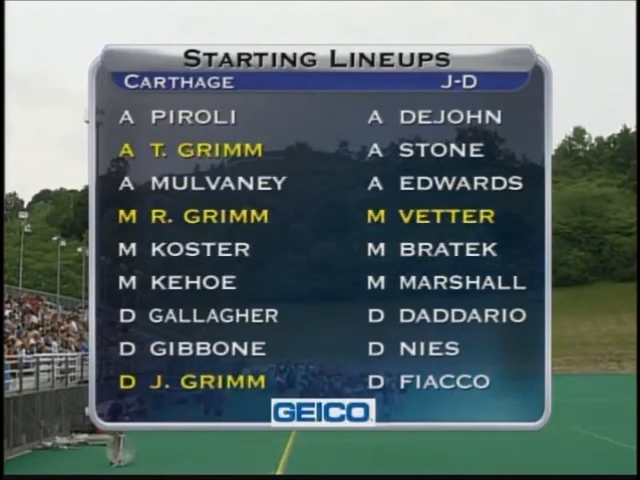 STARTING LINEUPS
CARTHAGE J-D
A PIROLI A DEJOHN
A T. GRIMM A STONE
A MULVANEY A EDWARDS
M R. GRIMM M VETTER
M KOSTER M BRATEK
M KEHOE M MARSHALL
D GALLAGHER D DADDARIO
D GIBBONE D NIES
D J. GRIMM D FIACCO
GEICO